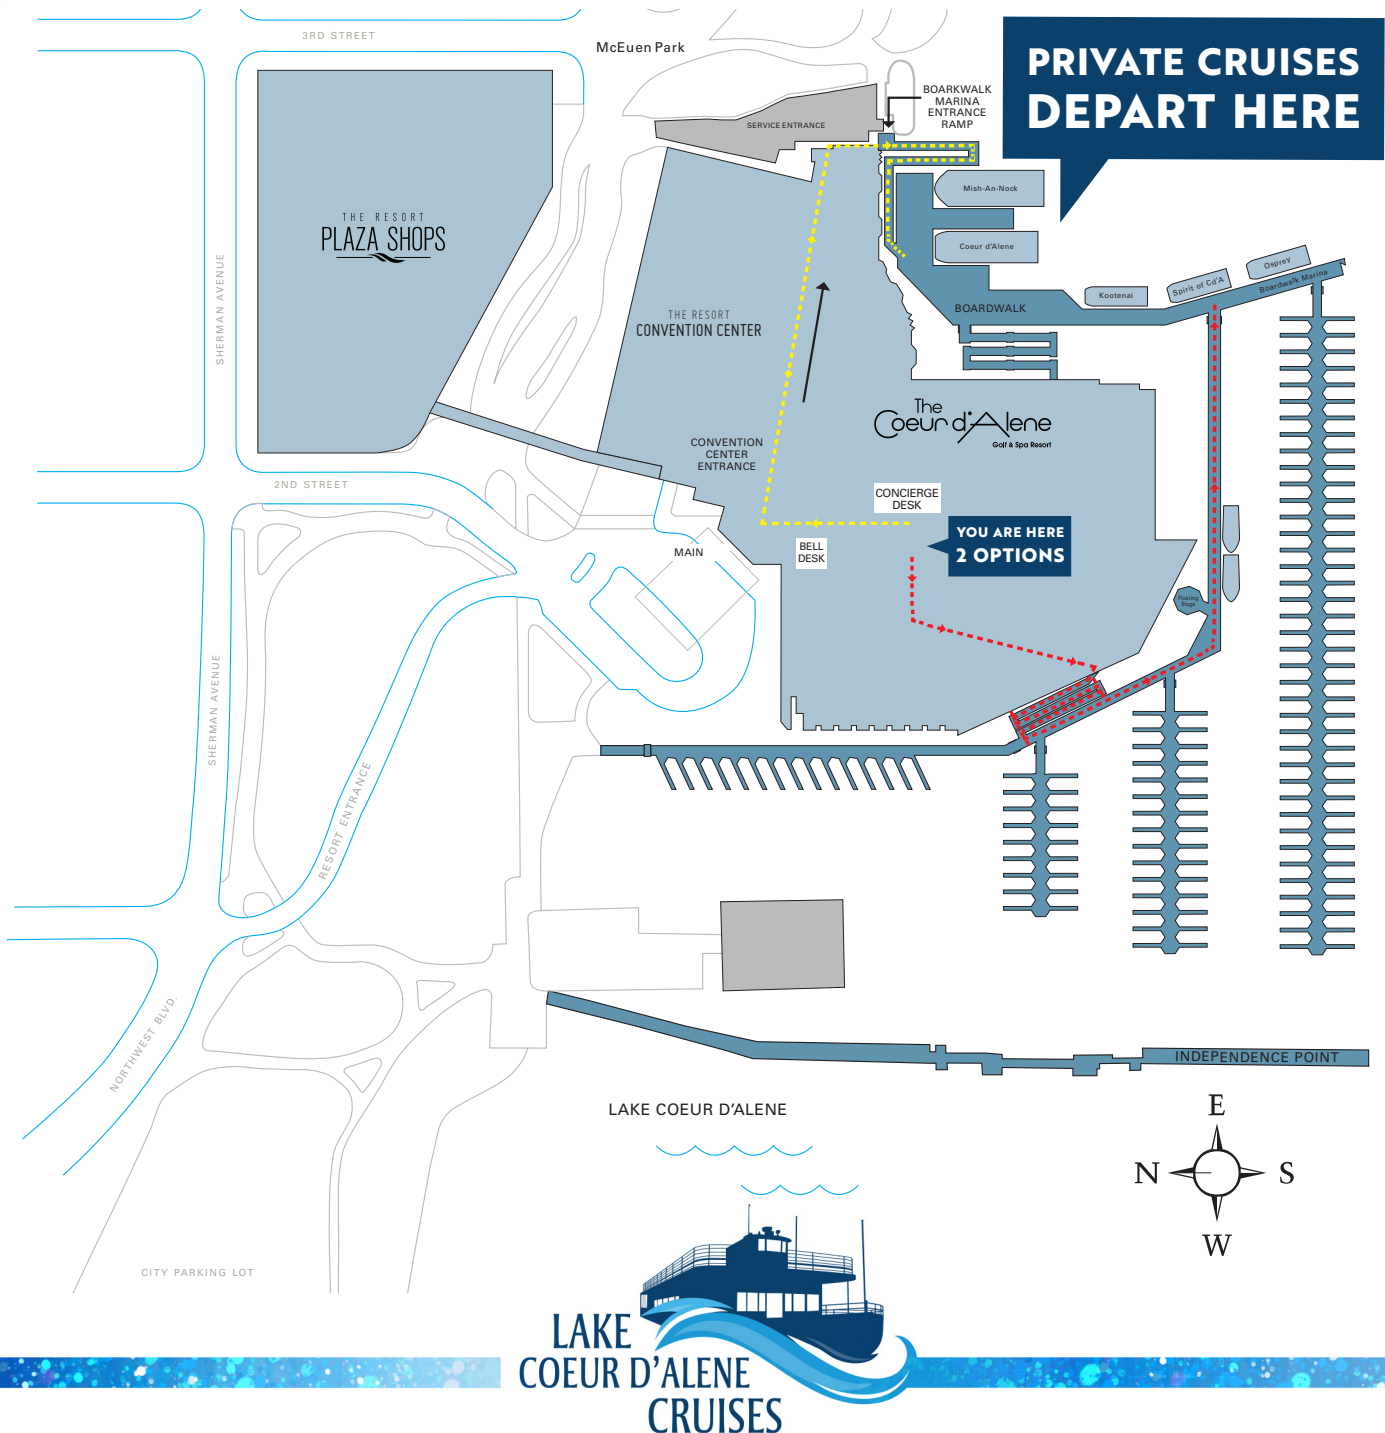 3RD STREET
McEuen Park
PRIVATE CRUISES
DEPART HERE
BOARKWALK
MARINA
ENTRANCE
RAMP
SERVICE ENTRANCE
Mish-An-Nock
THE RESORT
PLAZA SHOPS
Coeur d'Alene
Osprey
Spirit of Cd'A
Boardwalk Marina
Kootenai
BOARDWALK
SHERMAN AVENUE
THE RESORT
CONVENTION CENTER
The
Coeur d'Alene
Golf & Spa Resort
CONVENTION
CENTER
ENTRANCE
2ND STREET
CONCIERGE
DESK
YOU ARE HERE
2 OPTIONS
BELL
DESK
MAIN
Floating
Stage
SHERMAN AVENUE
RESORT ENTRANCE
NORTHWEST BLVD.
INDEPENDENCE POINT
LAKE COEUR D'ALENE
E
N
S
W
CITY PARKING LOT
LAKE
COEUR D'ALENE
CRUISES